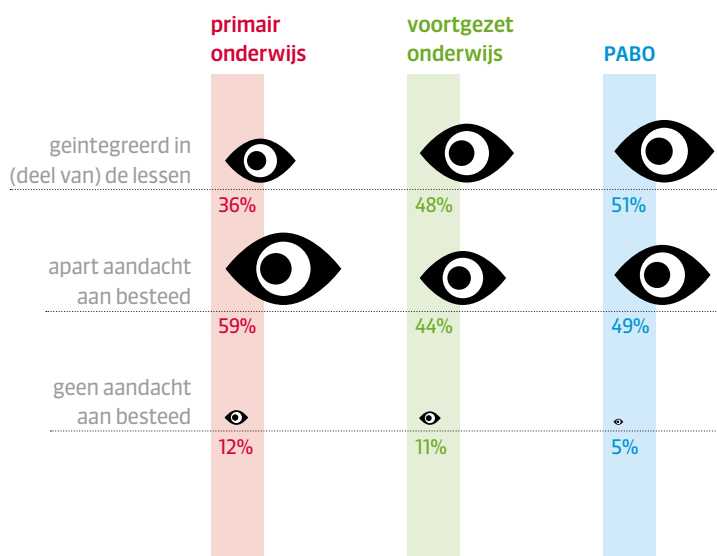 primair
onderwijs
voortgezet
onderwijs
PABO
geintegreerd in
(deel van) de lessen
36%
48%
51%
apart aandacht
aan besteed
59%
44%
49%
geen aandacht
aan besteed
12%
11%
5%